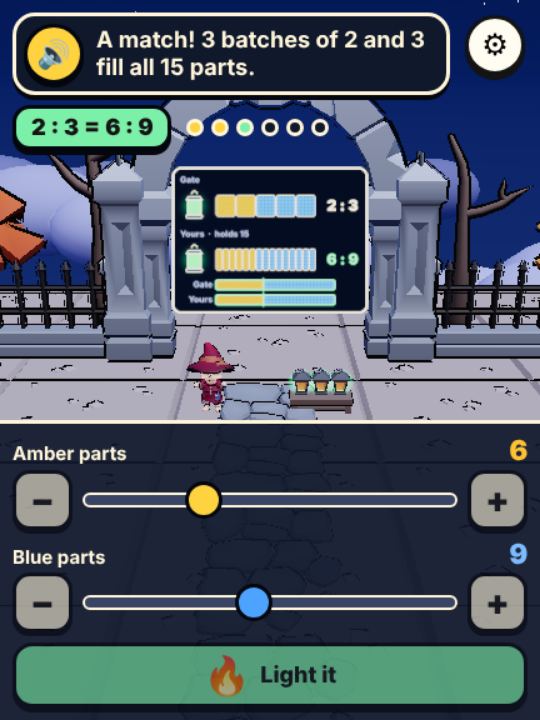 A match! 3 batches of 2 and 3
fill all 15 parts.
2 : 3 = 6 : 9
Gate
2:3
Yours · holds 15
6:9
Gate
Yours
Amber parts
6
−
+
Blue parts
9
−
+
Light it